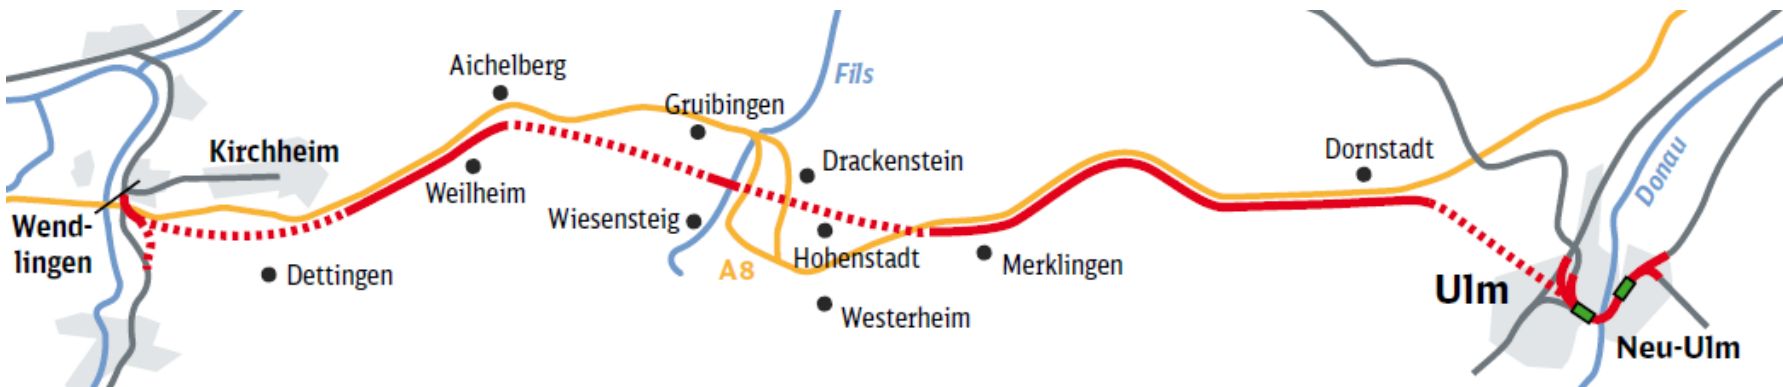 Aichelberg
Fils
Gruibingen
Kirchheim
Drackenstein
Dornstadt
Donau
Weilheim
Wiesensteig
Wend-
lingen
Dettingen
A8
Hohenstadt
Merklingen
Ulm
Westerheim
Neu-Ulm